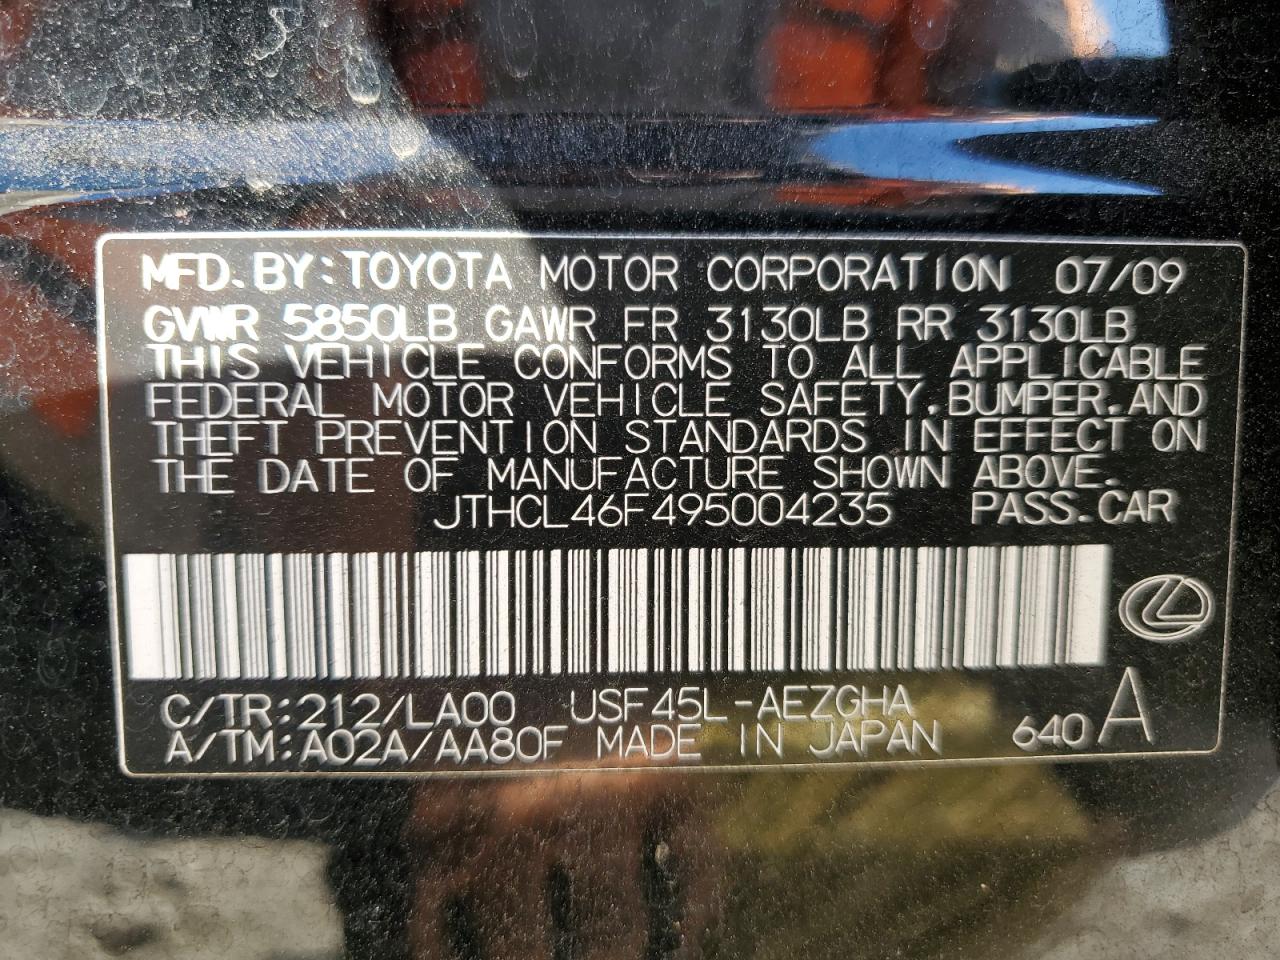 MFD. BY: TOYOTA MOTOR CORPORATION 07/09
GVWR 5850LB GAWR FR 3130LB RR 3130LB
THIS VEHICLE CONFORMS TO ALL APPLICABLE
FEDERAL MOTOR VEHICLE SAFETY, BUMPER, AND
THEFT PREVENTION STANDARDS IN EFFECT ON
THE DATE OF MANUFACTURE SHOWN ABOVE.
JTHCL46F495004235 PASS. CAR
C/TR: 212/LA00 USF45L-AEZGHA
A/TM: A02A/AA80F MADE IN JAPAN 640 A